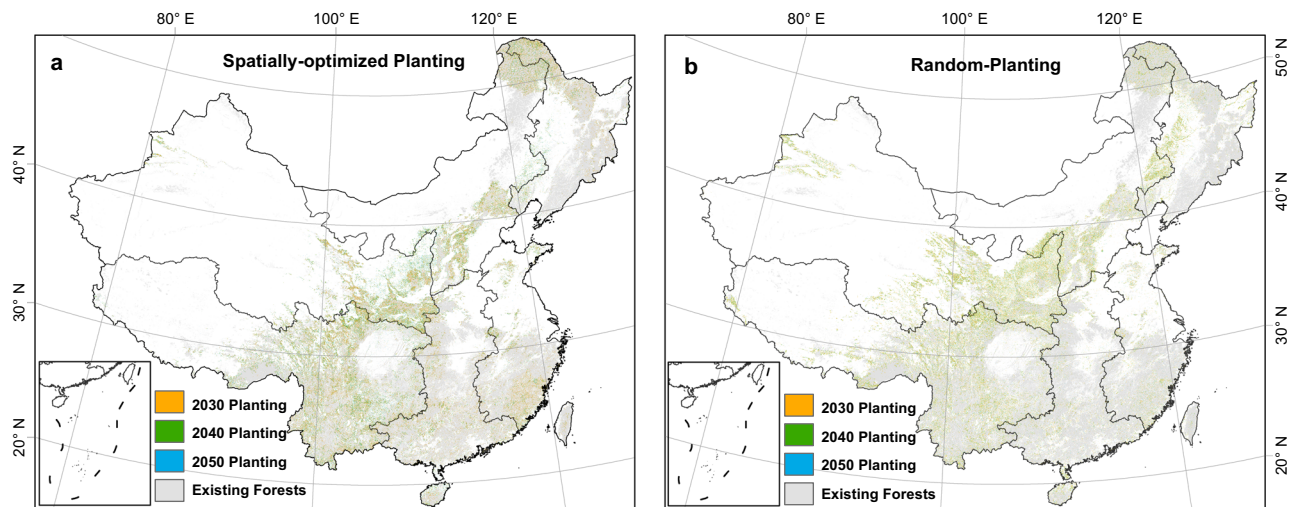 80° E
100° E
120° E
a
Spatially-optimized Planting
40° N
30° N
20° N
2030 Planting
2040 Planting
2050 Planting
Existing Forests
80° E
100° E
120° E
b
Random-Planting
50° N
40° N
30° N
20° N
2030 Planting
2040 Planting
2050 Planting
Existing Forests